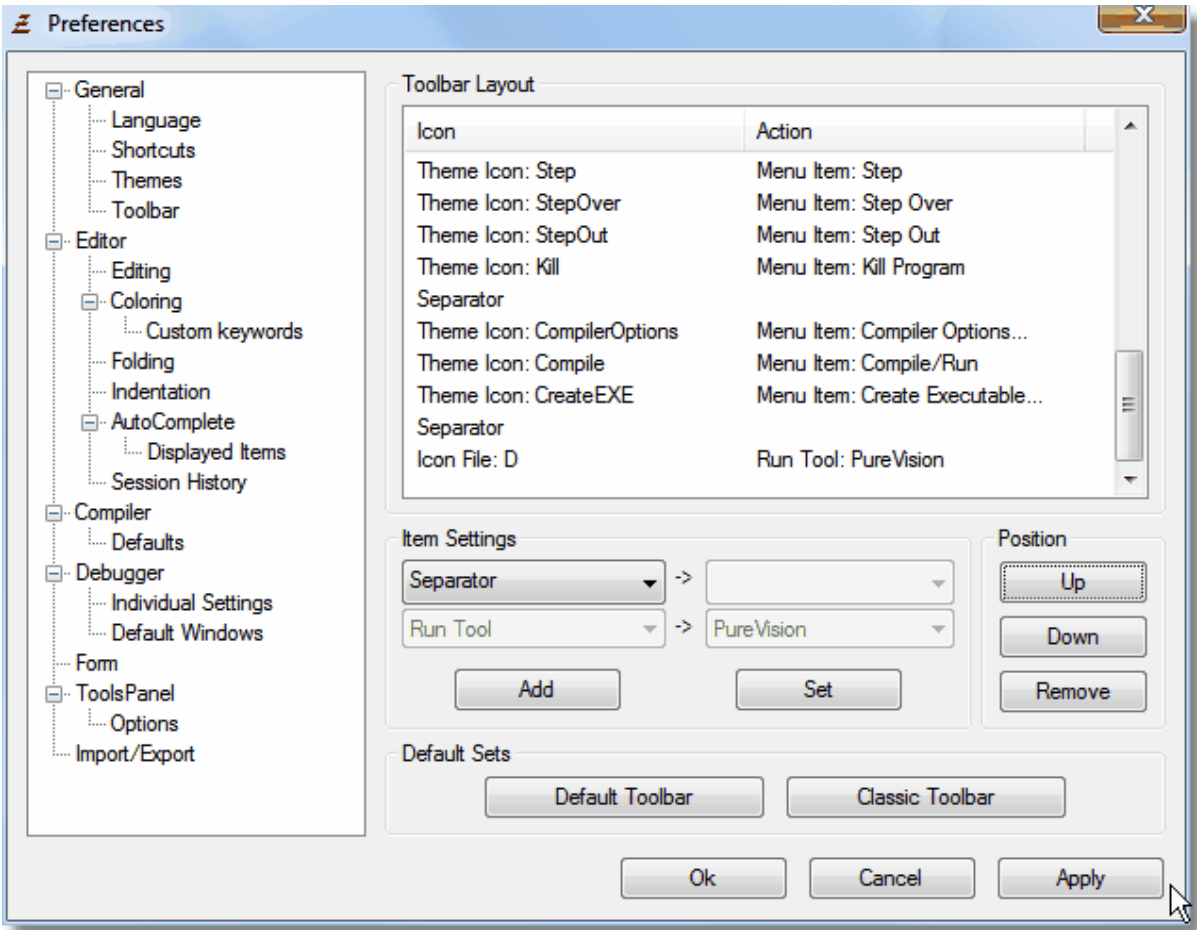 Preferences
General
Language
Shortcuts
Themes
Toolbar
Editor
Editing
Coloring
Custom keywords
Folding
Indentation
AutoComplete
Displayed Items
Session History
Compiler
Defaults
Debugger
Individual Settings
Default Windows
Form
ToolsPanel
Options
Import/Export
Toolbar Layout
Icon Action
Theme Icon: Step Menu Item: Step
Theme Icon: StepOver Menu Item: Step Over
Theme Icon: StepOut Menu Item: Step Out
Theme Icon: Kill Menu Item: Kill Program
Separator
Theme Icon: CompilerOptions Menu Item: Compiler Options...
Theme Icon: Compile Menu Item: Compile/Run
Theme Icon: CreateEXE Menu Item: Create Executable...
Separator
Icon File: D Run Tool: PureVision
Item Settings
Separator ->
Run Tool -> PureVision
Add Set
Position
Up
Down
Remove
Default Sets
Default Toolbar Classic Toolbar
Ok Cancel Apply